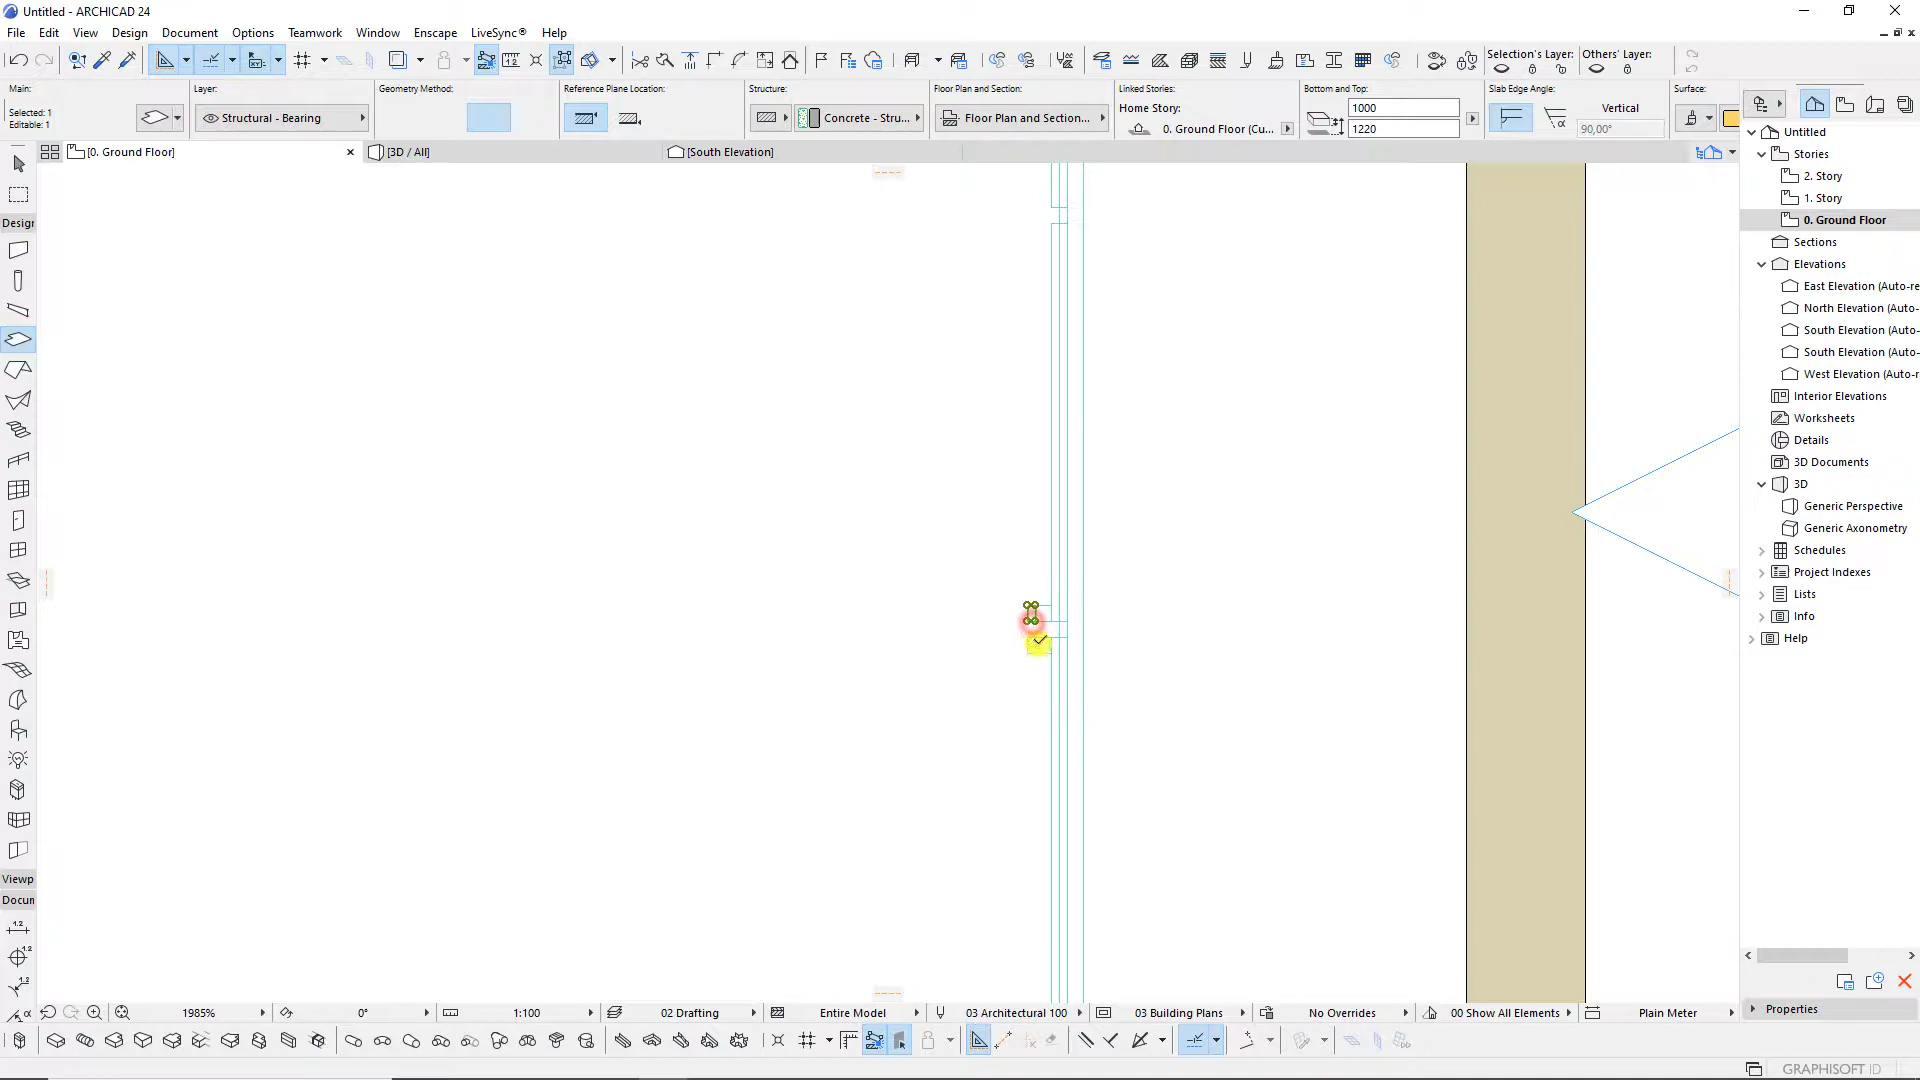 Untitled - ARCHICAD 24
File Edit View Design Document Options Teamwork Window Enscape LiveSync® Help
Selection's Layer: Others' Layer:
Main: Layer: Geometry Method: Reference Plane Location: Structure: Floor Plan and Section: Linked Stories: Bottom and Top: Slab Edge Angle: Surface:
Selected: 1
Editable: 1
Structural - Bearing
Concrete - Stru...
Floor Plan and Section...
Home Story:
0. Ground Floor (Cu...
1000
1220
Vertical
90,00°
[0. Ground Floor] [3D / All] [South Elevation]
Design
Viewp
Docum
Untitled
Stories
2. Story
1. Story
0. Ground Floor
Sections
Elevations
East Elevation (Auto-re
North Elevation (Auto-
South Elevation (Auto-
South Elevation (Auto-
West Elevation (Auto-r
Interior Elevations
Worksheets
Details
3D Documents
3D
Generic Perspective
Generic Axonometry
Schedules
Project Indexes
Lists
Info
Help
Properties
1985% 0° 1:100 02 Drafting Entire Model 03 Architectural 100 03 Building Plans No Overrides 00 Show All Elements Plain Meter
GRAPHISOFT ID